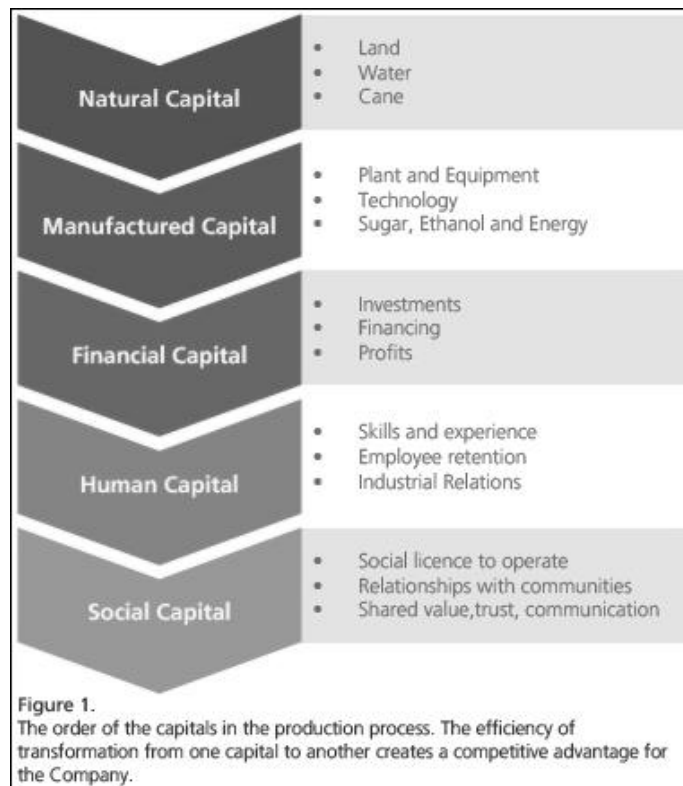 Natural Capital
• Land
• Water
• Cane
Manufactured Capital
• Plant and Equipment
• Technology
• Sugar, Ethanol and Energy
Financial Capital
• Investments
• Financing
• Profits
Human Capital
• Skills and experience
• Employee retention
• Industrial Relations
Social Capital
• Social licence to operate
• Relationships with communities
• Shared value,trust, communication
Figure 1.
The order of the capitals in the production process. The efficiency of
transformation from one capital to another creates a competitive advantage for
the Company.